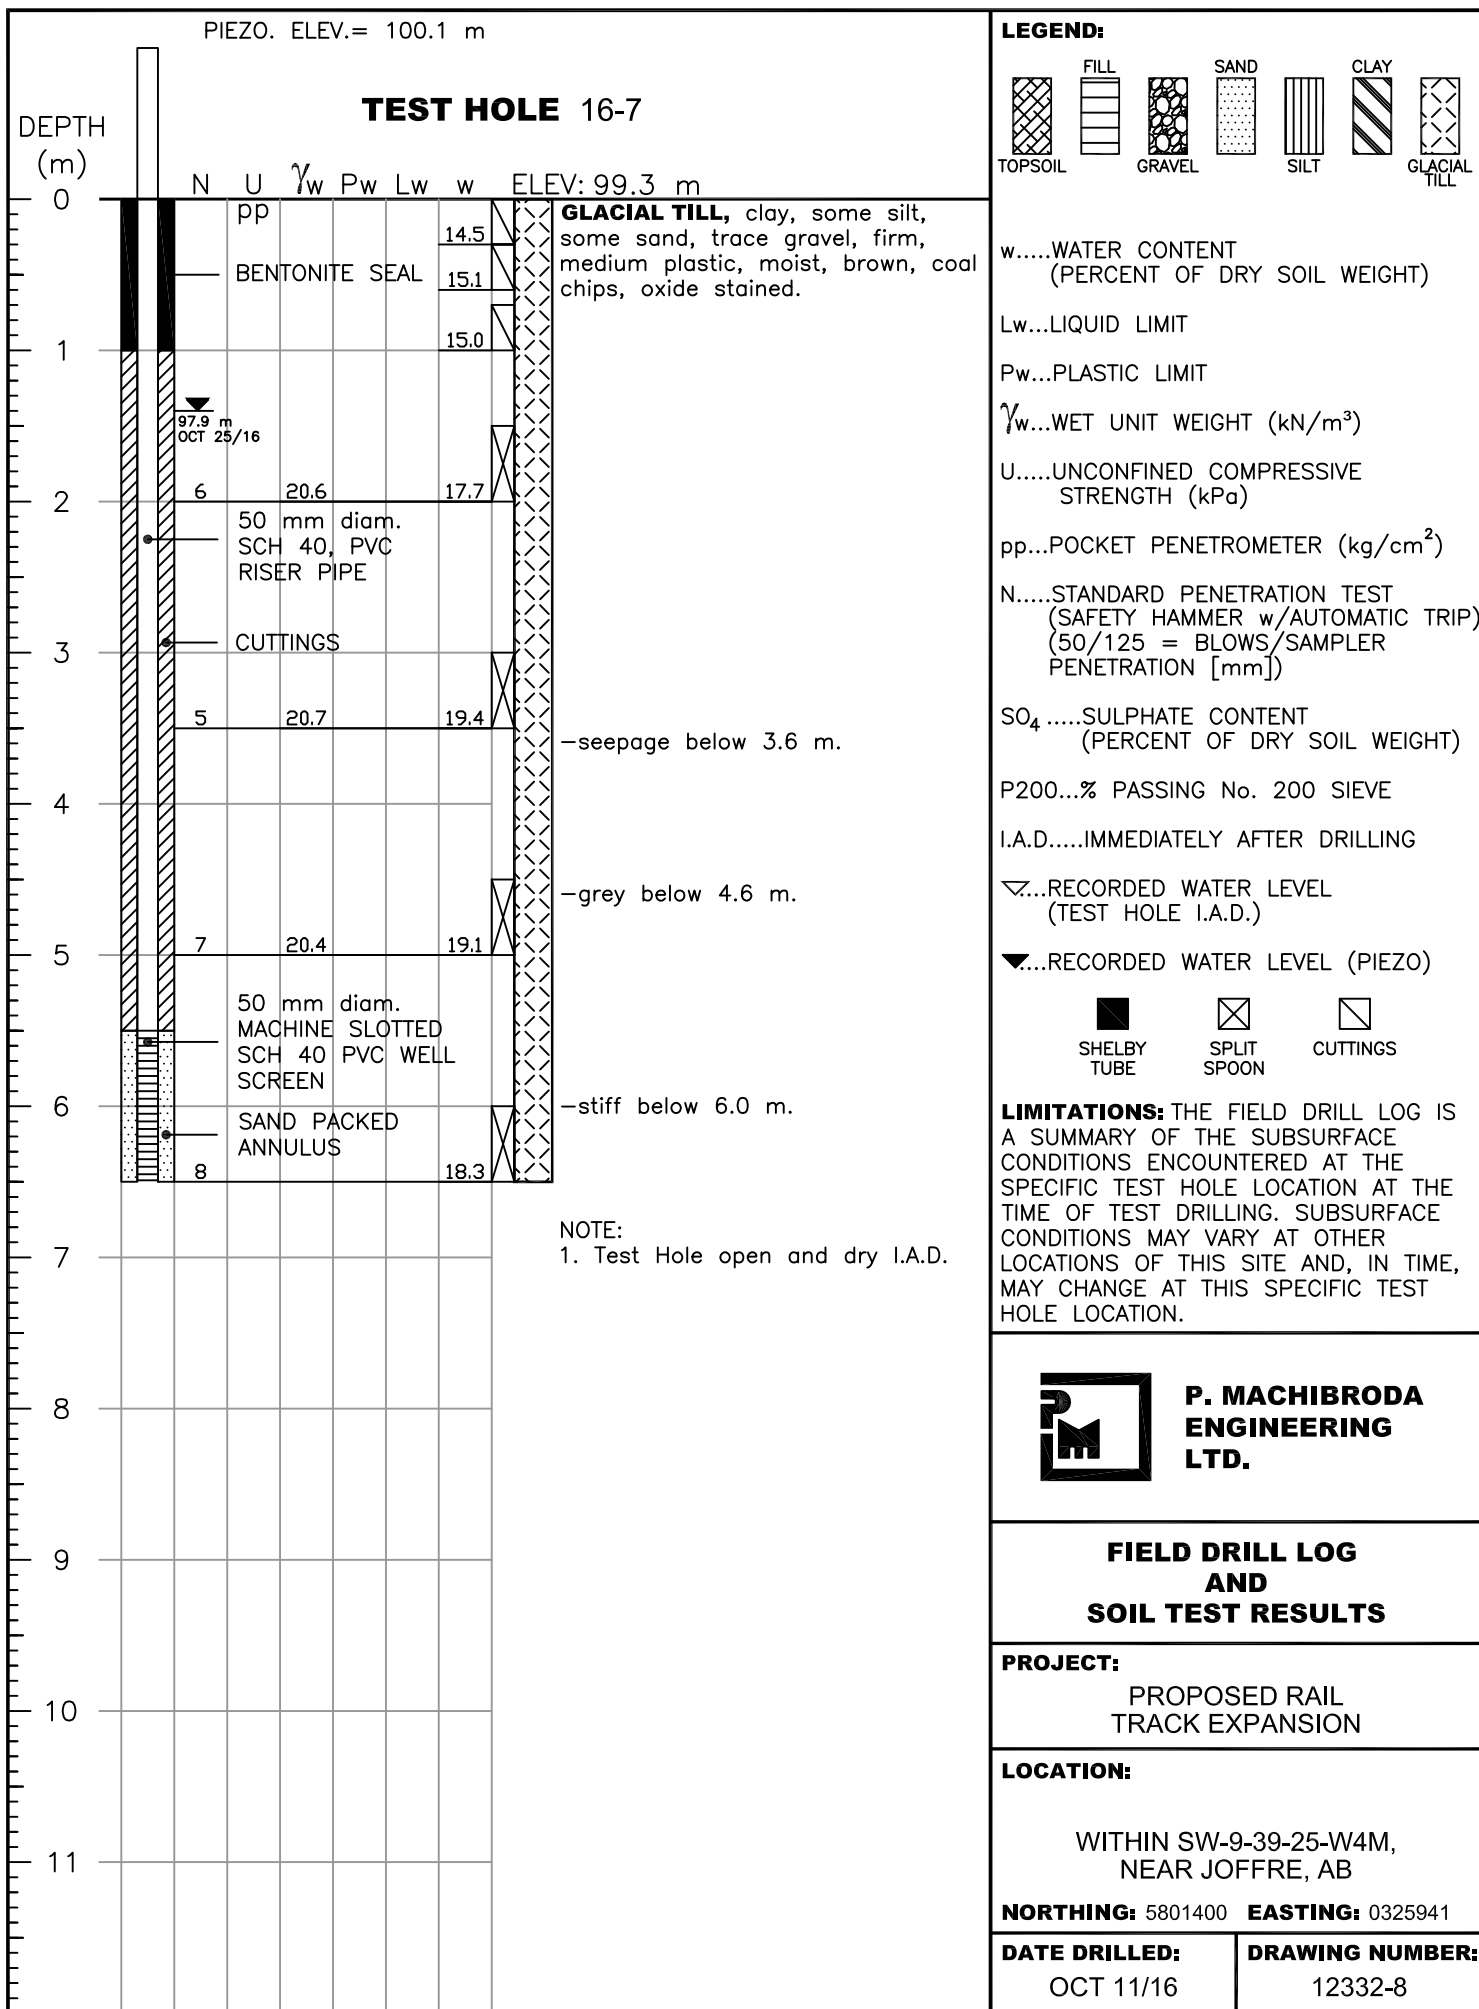 PIEZO. ELEV.= 100.1 m
TEST HOLE 16-7
DEPTH
(m)
N U γw Pw Lw w ELEV: 99.3 m
pp
0
GLACIAL TILL, clay, some silt,
some sand, trace gravel, firm,
medium plastic, moist, brown, coal
chips, oxide stained.
14.5
BENTONITE SEAL
15.1
15.0
1
97.9 m
OCT 25/16
6 20.6 17.7
2
50 mm diam.
SCH 40, PVC
RISER PIPE
CUTTINGS
3
5 20.7 19.4
–seepage below 3.6 m.
4
–grey below 4.6 m.
7 20.4 19.1
5
50 mm diam.
MACHINE SLOTTED
SCH 40 PVC WELL
SCREEN
6
–stiff below 6.0 m.
SAND PACKED
ANNULUS
8 18.3
NOTE:
1. Test Hole open and dry I.A.D.
7
8
9
10
11
LEGEND:
FILL SAND CLAY
TOPSOIL GRAVEL SILT GLACIAL
TILL
w.....WATER CONTENT
(PERCENT OF DRY SOIL WEIGHT)
Lw...LIQUID LIMIT
Pw...PLASTIC LIMIT
γw...WET UNIT WEIGHT (kN/m³)
U.....UNCONFINED COMPRESSIVE
STRENGTH (kPa)
pp...POCKET PENETROMETER (kg/cm²)
N.....STANDARD PENETRATION TEST
(SAFETY HAMMER w/AUTOMATIC TRIP)
(50/125 = BLOWS/SAMPLER
PENETRATION [mm])
SO₄ .....SULPHATE CONTENT
(PERCENT OF DRY SOIL WEIGHT)
P200...% PASSING No. 200 SIEVE
I.A.D.....IMMEDIATELY AFTER DRILLING
....RECORDED WATER LEVEL
(TEST HOLE I.A.D.)
....RECORDED WATER LEVEL (PIEZO)
SHELBY
TUBE
SPLIT
SPOON
CUTTINGS
LIMITATIONS: THE FIELD DRILL LOG IS
A SUMMARY OF THE SUBSURFACE
CONDITIONS ENCOUNTERED AT THE
SPECIFIC TEST HOLE LOCATION AT THE
TIME OF TEST DRILLING. SUBSURFACE
CONDITIONS MAY VARY AT OTHER
LOCATIONS OF THIS SITE AND, IN TIME,
MAY CHANGE AT THIS SPECIFIC TEST
HOLE LOCATION.
P. MACHIBRODA
ENGINEERING
LTD.
FIELD DRILL LOG
AND
SOIL TEST RESULTS
PROJECT:
PROPOSED RAIL
TRACK EXPANSION
LOCATION:
WITHIN SW-9-39-25-W4M,
NEAR JOFFRE, AB
NORTHING: 5801400 EASTING: 0325941
DATE DRILLED:
OCT 11/16
DRAWING NUMBER:
12332-8